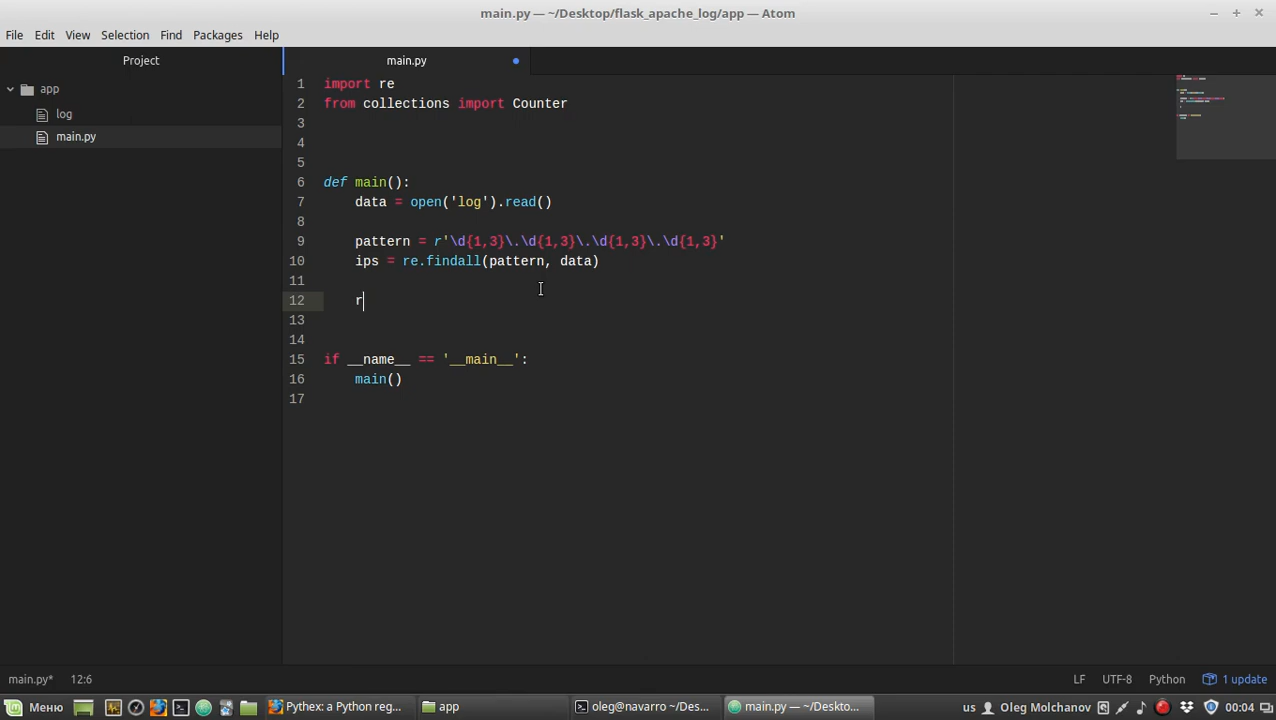 main.py — ~/Desktop/flask_apache_log/app — Atom
File Edit View Selection Find Packages Help
Project
main.py
app
log
main.py
1 import re
2 from collections import Counter
3
4
5
6 def main():
7     data = open('log').read()
8
9     pattern = r'\d{1,3}\.\d{1,3}\.\d{1,3}\.\d{1,3}'
10     ips = re.findall(pattern, data)
11
12     r
13
14
15 if __name__ == '__main__':
16     main()
17
main.py* 12:6 LF UTF-8 Python 1 update
Меню Pythex: a Python reg... app oleg@navarro ~/Des... main.py — ~/Deskto... us Oleg Molchanov 00:04